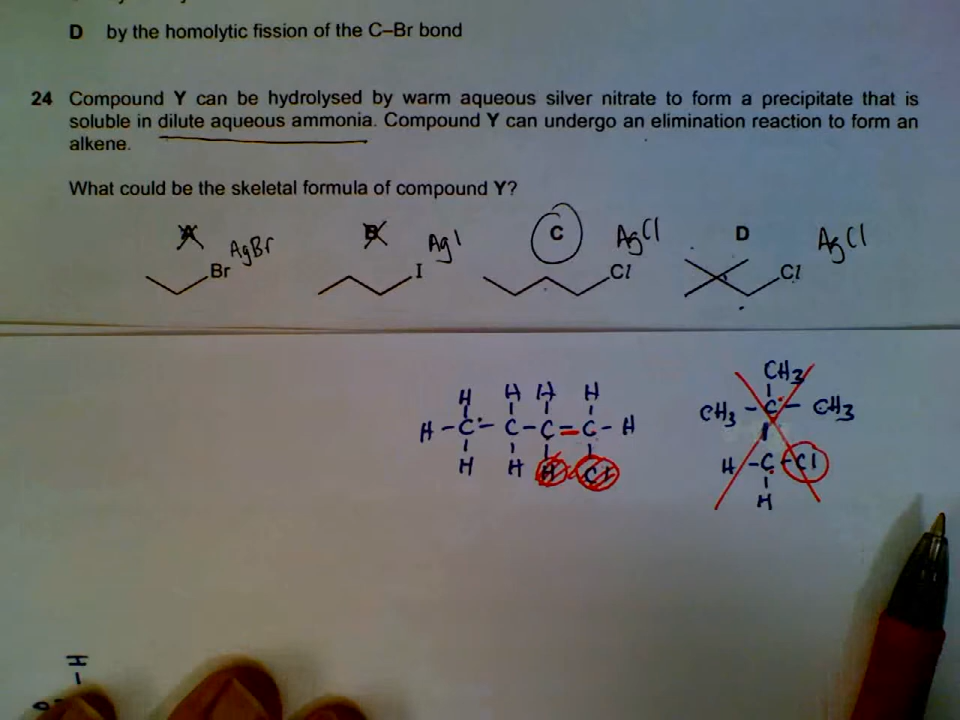 D by the homolytic fission of the C–Br bond
24 Compound Y can be hydrolysed by warm aqueous silver nitrate to form a precipitate that is
soluble in dilute aqueous ammonia. Compound Y can undergo an elimination reaction to form an
alkene.
What could be the skeletal formula of compound Y?
A AgBr B AgI C AgCl D AgCl
Br I Cl Cl
H H H H CH3
H – C – C – C = C – H CH3 – C – CH3
H H H Cl H – C – Cl
H
H